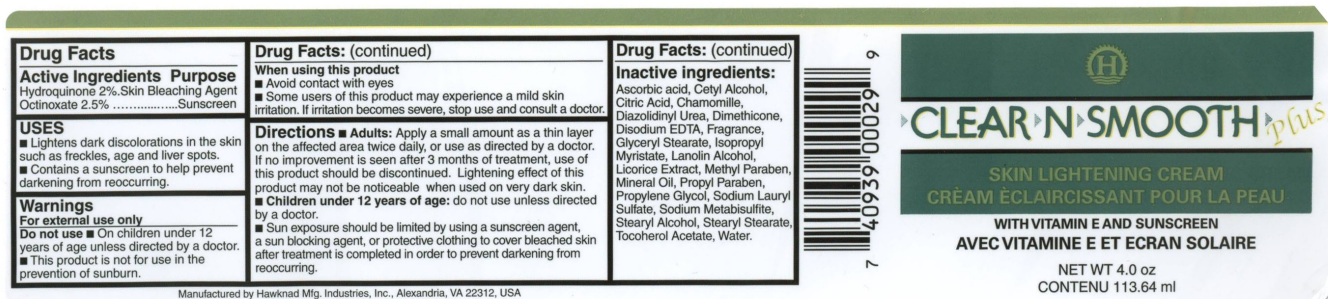 Drug Facts
Active Ingredients Purpose
Hydroquinone 2%.Skin Bleaching Agent
Octinoxate 2.5% ..............Sunscreen
USES
■ Lightens dark discolorations in the skin
such as freckles, age and liver spots.
■ Contains a sunscreen to help prevent
darkening from reoccurring.
Warnings
For external use only
Do not use ■ On children under 12
years of age unless directed by a doctor.
■ This product is not for use in the
prevention of sunburn.
Drug Facts: (continued)
When using this product
■ Avoid contact with eyes
■ Some users of this product may experience a mild skin
irritation. If irritation becomes severe, stop use and consult a doctor.
Directions ■ Adults: Apply a small amount as a thin layer
on the affected area twice daily, or use as directed by a doctor.
If no improvement is seen after 3 months of treatment, use of
this product should be discontinued. Lightening effect of this
product may not be noticeable when used on very dark skin.
■ Children under 12 years of age: do not use unless directed
by a doctor.
■ Sun exposure should be limited by using a sunscreen agent,
a sun blocking agent, or protective clothing to cover bleached skin
after treatment is completed in order to prevent darkening from
reoccurring.
Drug Facts: (continued)
Inactive ingredients:
Ascorbic acid, Cetyl Alcohol,
Citric Acid, Chamomille,
Diazolidinyl Urea, Dimethicone,
Disodium EDTA, Fragrance,
Glyceryl Stearate, Isopropyl
Myristate, Lanolin Alcohol,
Licorice Extract, Methyl Paraben,
Mineral Oil, Propyl Paraben,
Propylene Glycol, Sodium Lauryl
Sulfate, Sodium Metabisulfite,
Stearyl Alcohol, Stearyl Stearate,
Tocoherol Acetate, Water.
Manufactured by Hawknad Mfg. Industries, Inc., Alexandria, VA 22312, USA
7 40939 00029 9
H
CLEAR N SMOOTH
Plus
SKIN LIGHTENING CREAM
CRÈAM ÈCLAIRCISSANT POUR LA PEAU
WITH VITAMIN E AND SUNSCREEN
AVEC VITAMINE E ET ECRAN SOLAIRE
NET WT 4.0 oz
CONTENU 113.64 ml